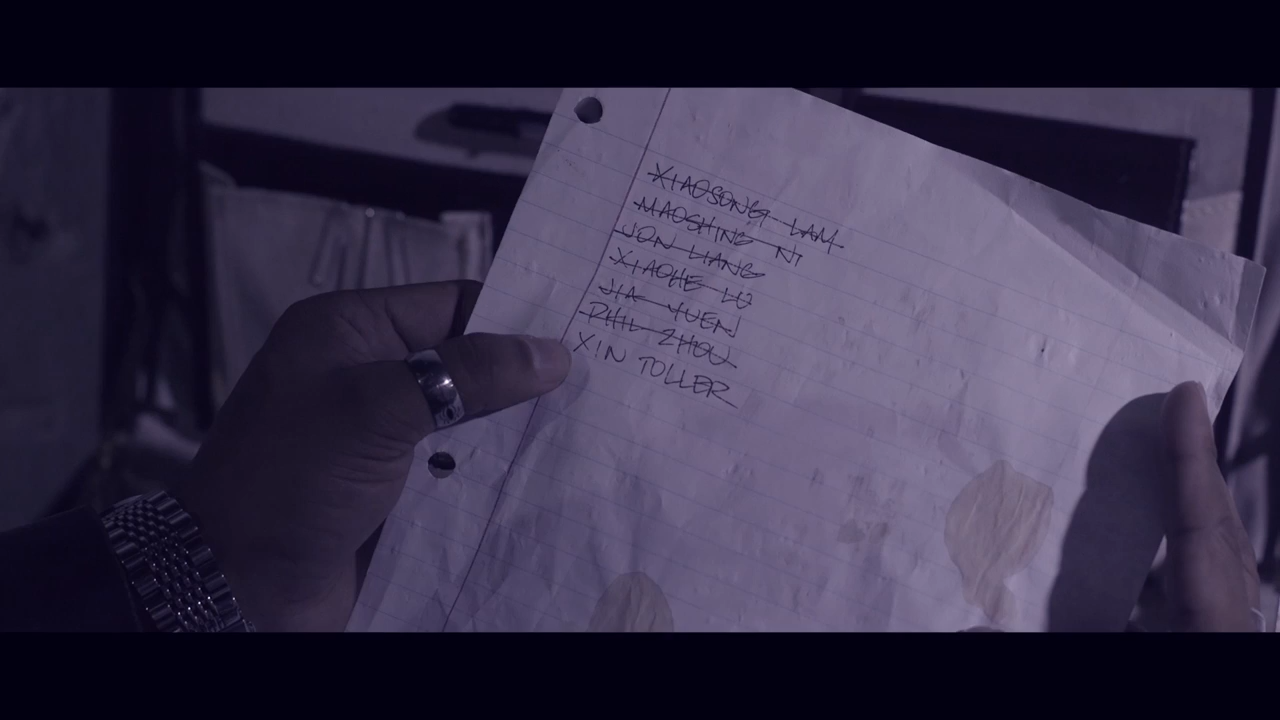 XIAOSONG LAM
MAOSHING NI
JON LIANG
XIAOHE LU
JIA YUEN
PHIL ZHOU
XIN TOLLER